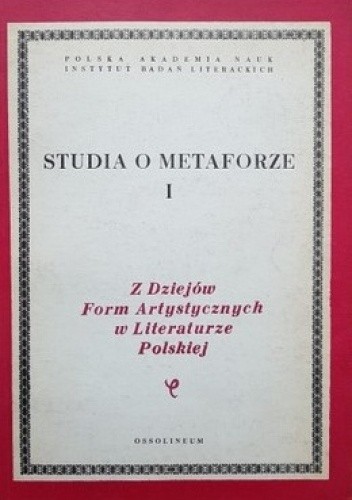 POLSKA AKADEMIA NAUK
INSTYTUT BADAŃ LITERACKICH
STUDIA O METAFORZE
I
Z Dziejów
Form Artystycznych
w Literaturze
Polskiej
OSSOLINEUM